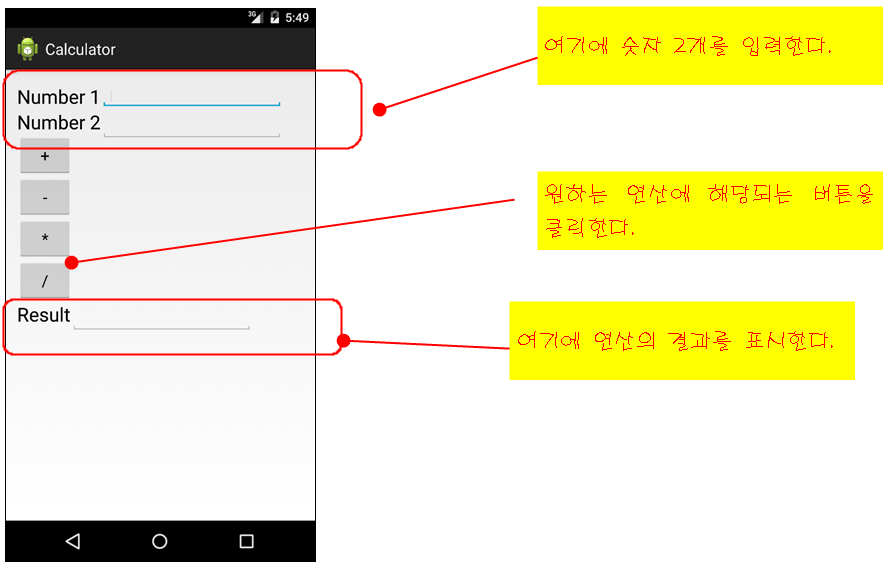 3G 5:49
Calculator
여기에 숫자 2개를 입력한다.
Number 1
Number 2
+
-
*
/
원하는 연산에 해당되는 버튼을
클릭한다.
Result
여기에 연산의 결과를 표시한다.